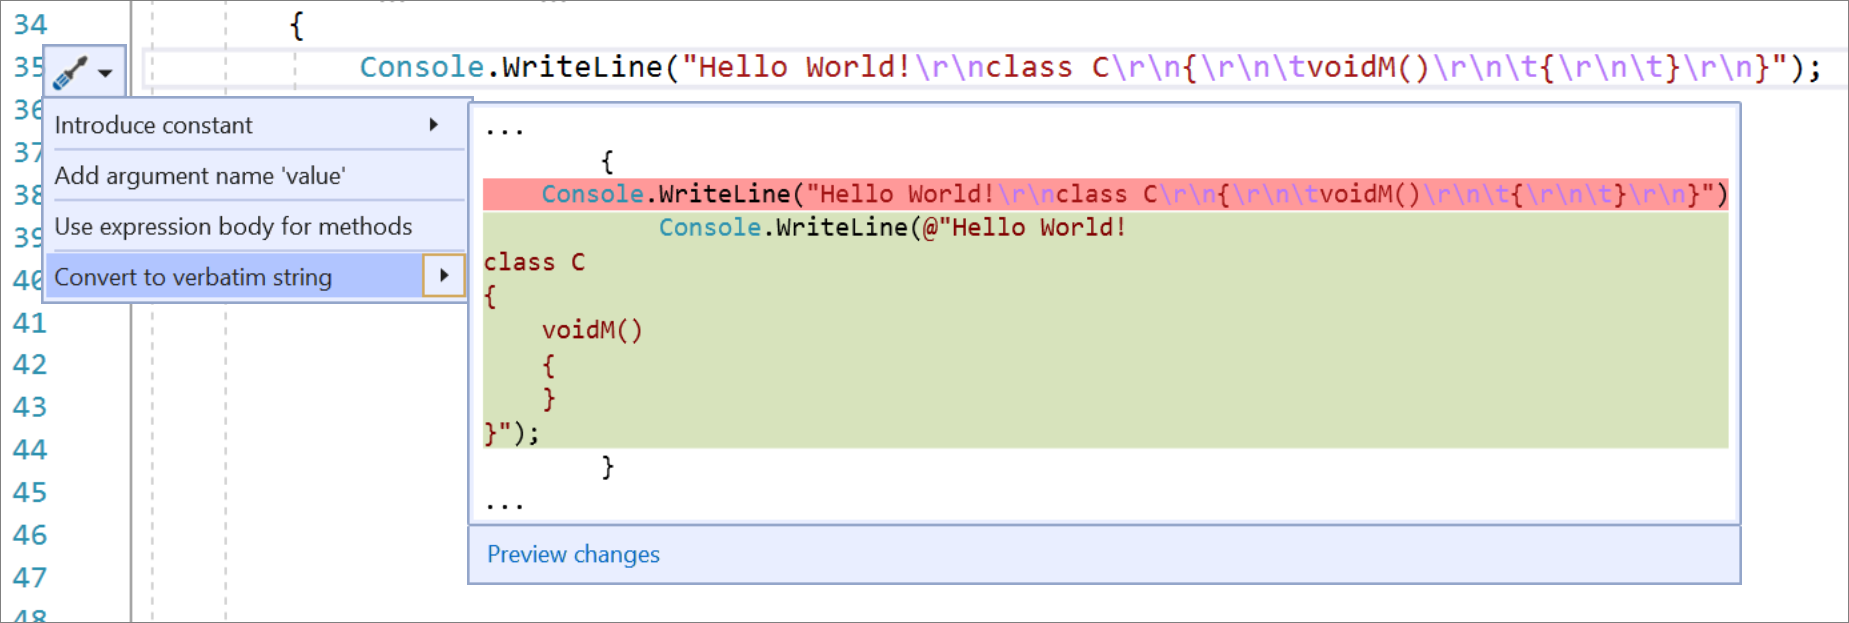 34 {
35 Console.WriteLine("Hello World!\r\nclass C\r\n{\r\n\tvoidM()\r\n\t{\r\n\t}\r\n}");
36
Introduce constant
37
Add argument name 'value'
38
Use expression body for methods
39
Convert to verbatim string
40
41
42
43
44
45
46
47
48
...
{
Console.WriteLine("Hello World!\r\nclass C\r\n{\r\n\tvoidM()\r\n\t{\r\n\t}\r\n}")
Console.WriteLine(@"Hello World!
class C
{
voidM()
{
}
}");
}
...
Preview changes